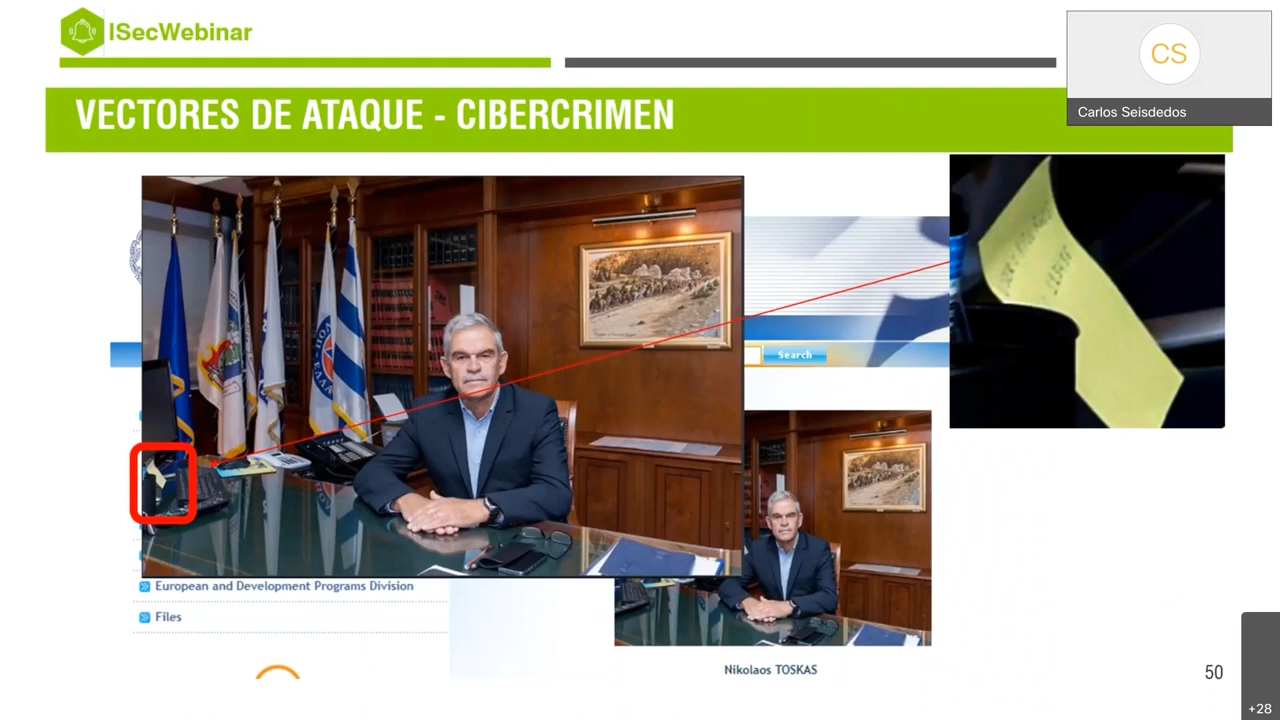 ISecWebinar
CS
Carlos Seisdedos
VECTORES DE ATAQUE - CIBERCRIMEN
Search
European and Development Programs Division
Files
Nikolaos TOSKAS
50
+28